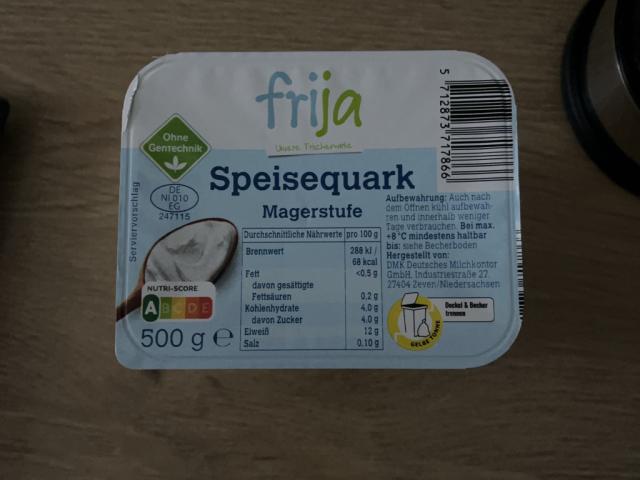 frija
Unsere Frischemarke
5 712873 717866
Ohne
Gentechnik
Speisequark
Magerstufe
DE
NI 010
EG
247115
Serviervorschlag
Durchschnittliche Nährwerte pro 100 g
Brennwert 288 kJ /
68 kcal
Fett <0,5 g
davon gesättigte
Fettsäuren 0,2 g
Kohlenhydrate 4,0 g
davon Zucker 4,0 g
Eiweiß 12 g
Salz 0,10 g
NUTRI-SCORE
A B C D E
500 g e
Aufbewahrung: Auch nach
dem Öffnen kühl aufbewah-
ren und innerhalb weniger
Tage verbrauchen. Bei max.
+8 °C mindestens haltbar
bis: siehe Becherboden
Hergestellt von:
DMK Deutsches Milchkontor
GmbH, Industriestraße 27,
27404 Zeven/Niedersachsen
Deckel & Becher
trennen
GELBE TONNE